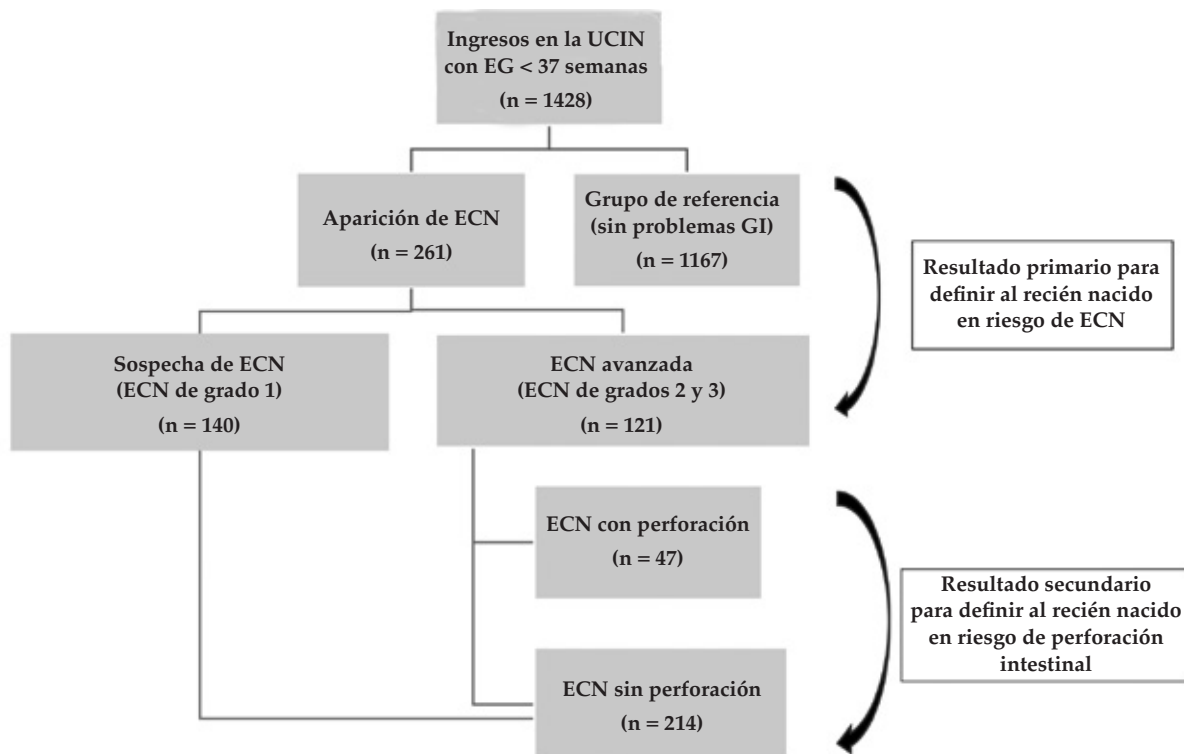 Ingresos en la UCIN
con EG < 37 semanas
(n = 1428)
Aparición de ECN
(n = 261)
Grupo de referencia
(sin problemas GI)
(n = 1167)
Resultado primario para
definir al recién nacido
en riesgo de ECN
Sospecha de ECN
(ECN de grado 1)
(n = 140)
ECN avanzada
(ECN de grados 2 y 3)
(n = 121)
ECN con perforación
(n = 47)
Resultado secundario
para definir al recién nacido
en riesgo de perforación
intestinal
ECN sin perforación
(n = 214)